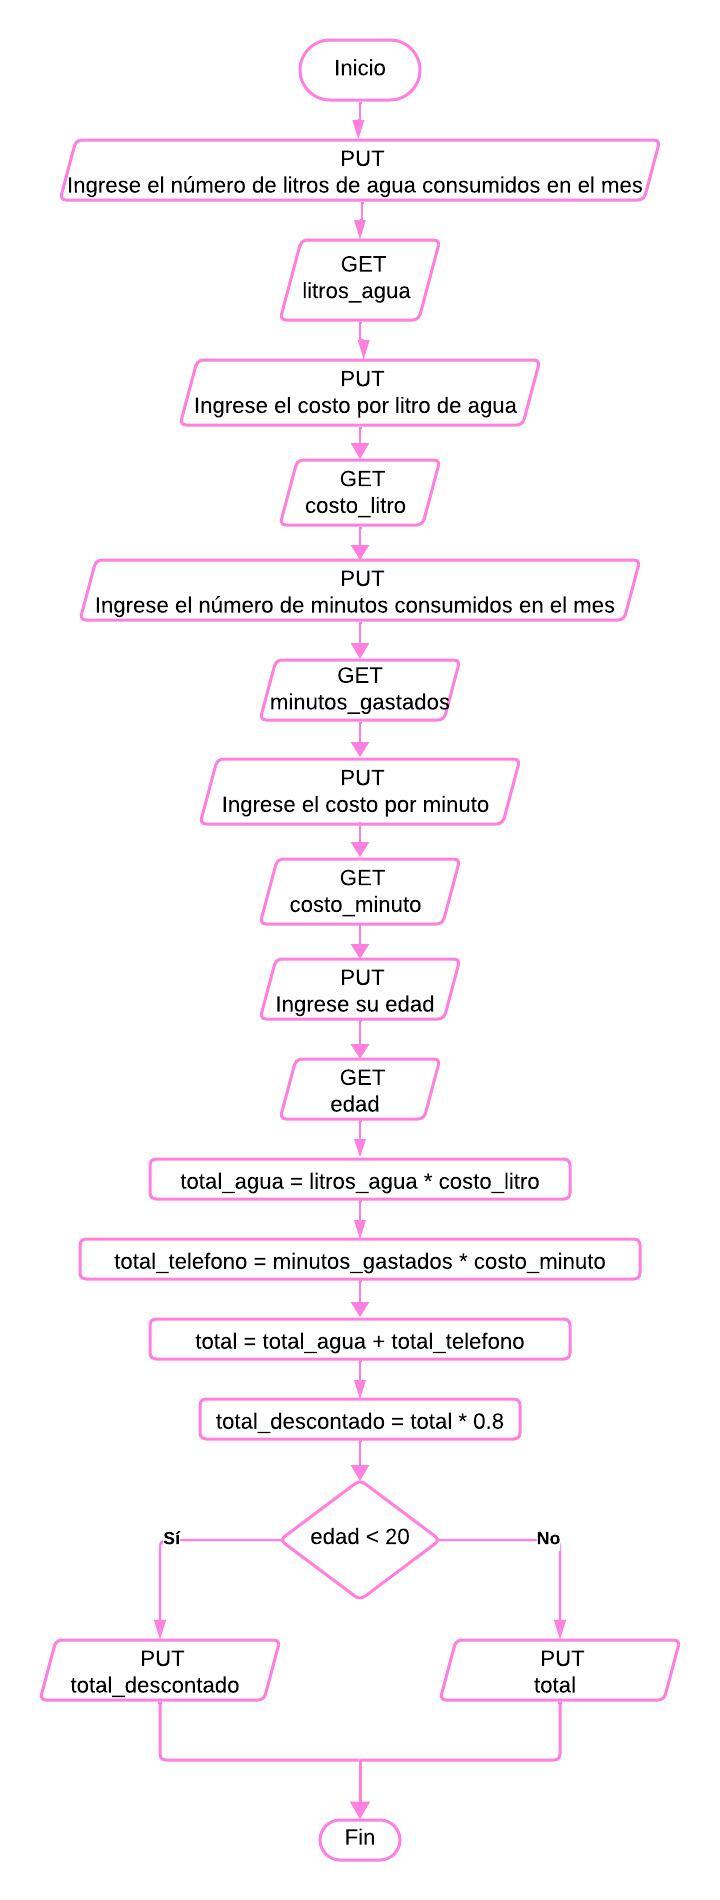 Inicio
PUT
Ingrese el número de litros de agua consumidos en el mes
GET
litros_agua
PUT
Ingrese el costo por litro de agua
GET
costo_litro
PUT
Ingrese el número de minutos consumidos en el mes
GET
minutos_gastados
PUT
Ingrese el costo por minuto
GET
costo_minuto
PUT
Ingrese su edad
GET
edad
total_agua = litros_agua * costo_litro
total_telefono = minutos_gastados * costo_minuto
total = total_agua + total_telefono
total_descontado = total * 0.8
edad < 20
Sí
No
PUT
total_descontado
PUT
total
Fin